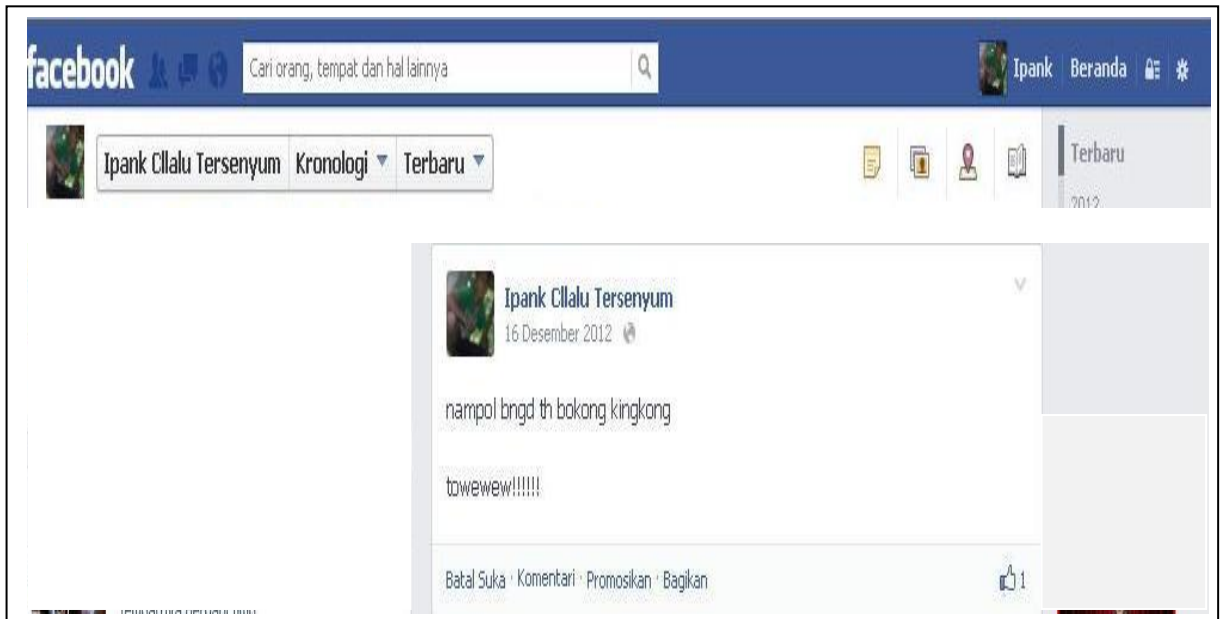 facebook
Cari orang, tempat dan hal lainnya
Ipank Beranda
Ipank Cllalu Tersenyum Kronologi Terbaru
Terbaru
2012
Ipank Cllalu Tersenyum
16 Desember 2012
nampol bngd th bokong kingkong
towewew!!!!!!
Batal Suka · Komentari · Promosikan · Bagikan
1